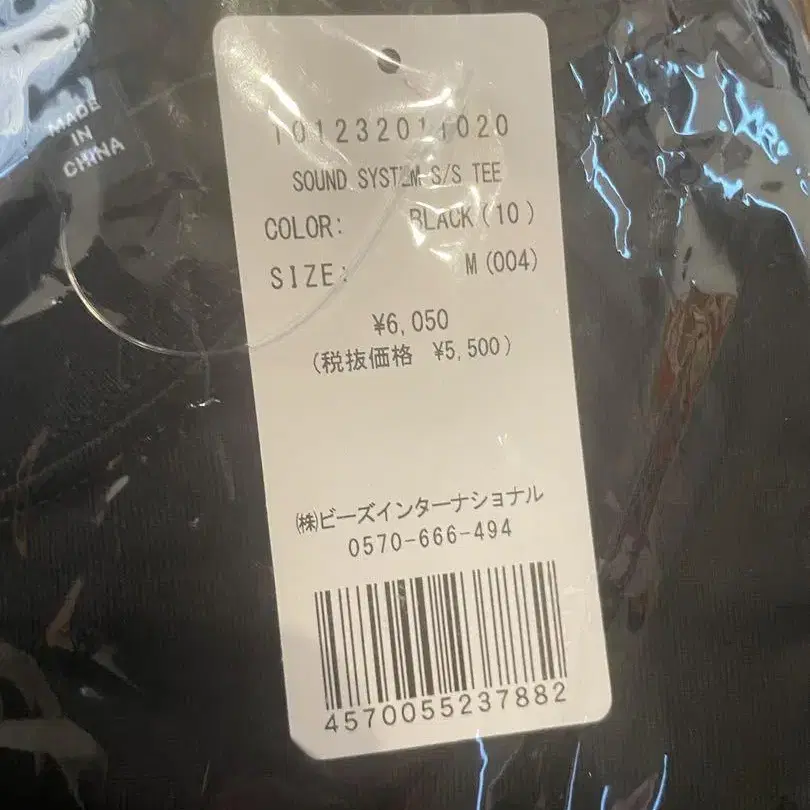 MADE
IN
CHINA
101232011020
SOUND SYSTEM S/S TEE
COLOR: BLACK(10)
SIZE: M(004)
¥6,050
(税抜価格 ¥5,500)
㈱ビーズインターナショナル
0570-666-494
4570055237882